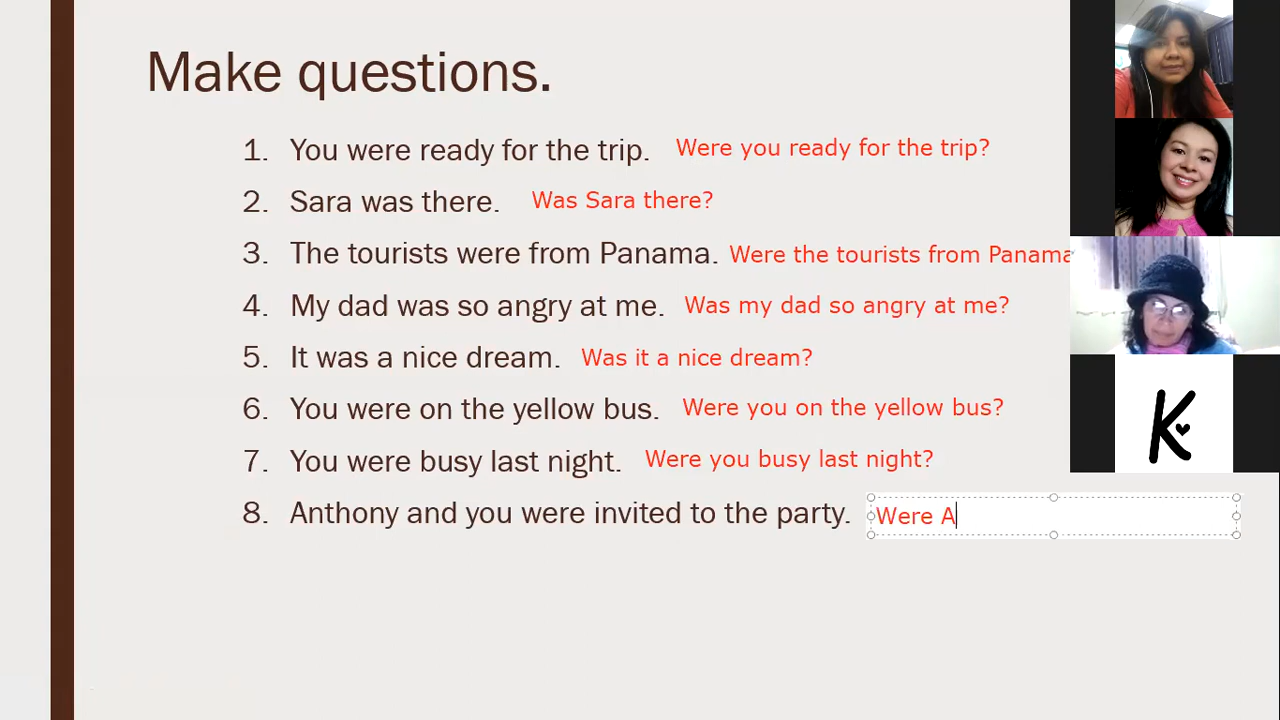 Make questions.
1. You were ready for the trip. Were you ready for the trip?
2. Sara was there. Was Sara there?
3. The tourists were from Panama. Were the tourists from Panama
4. My dad was so angry at me. Was my dad so angry at me?
5. It was a nice dream. Was it a nice dream?
6. You were on the yellow bus. Were you on the yellow bus?
7. You were busy last night. Were you busy last night?
8. Anthony and you were invited to the party. Were A
K